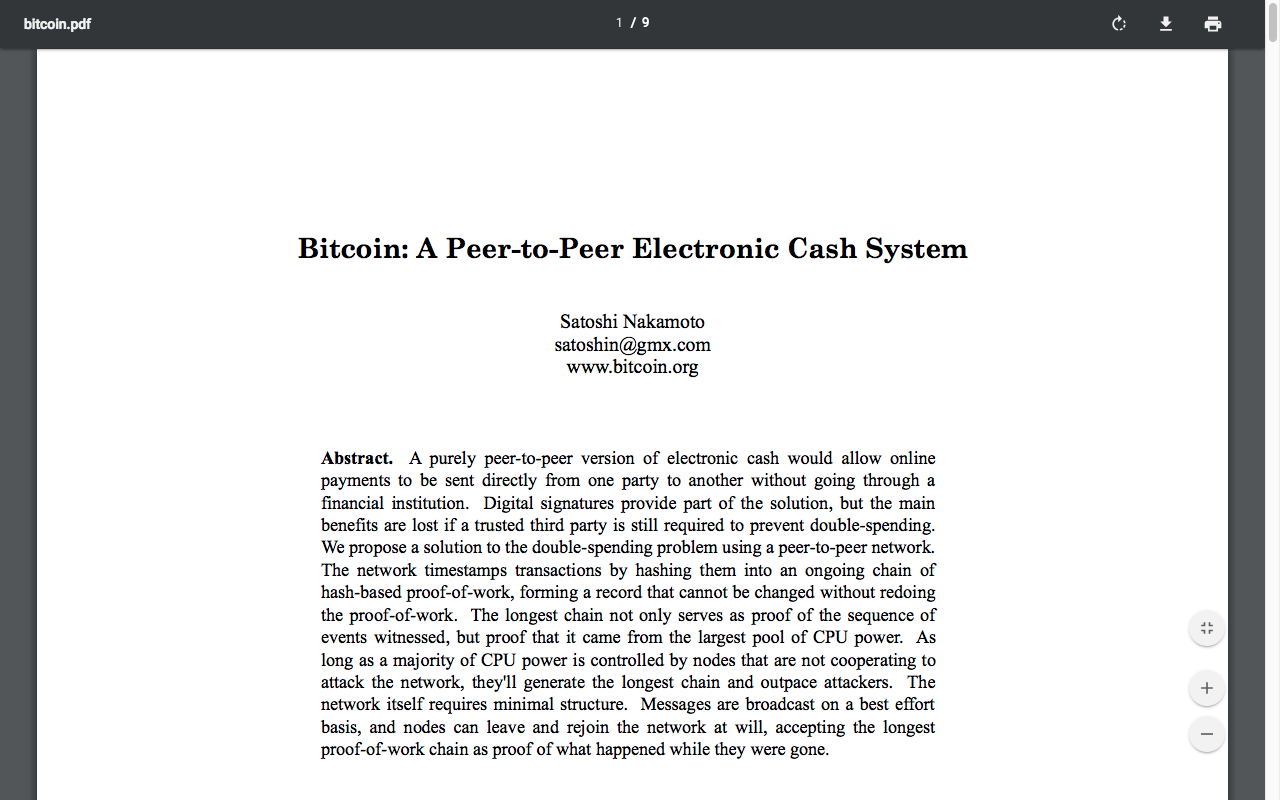 bitcoin.pdf
1 / 9
Bitcoin: A Peer-to-Peer Electronic Cash System
Satoshi Nakamoto
satoshin@gmx.com
www.bitcoin.org
Abstract. A purely peer-to-peer version of electronic cash would allow online
payments to be sent directly from one party to another without going through a
financial institution. Digital signatures provide part of the solution, but the main
benefits are lost if a trusted third party is still required to prevent double-spending.
We propose a solution to the double-spending problem using a peer-to-peer network.
The network timestamps transactions by hashing them into an ongoing chain of
hash-based proof-of-work, forming a record that cannot be changed without redoing
the proof-of-work. The longest chain not only serves as proof of the sequence of
events witnessed, but proof that it came from the largest pool of CPU power. As
long as a majority of CPU power is controlled by nodes that are not cooperating to
attack the network, they'll generate the longest chain and outpace attackers. The
network itself requires minimal structure. Messages are broadcast on a best effort
basis, and nodes can leave and rejoin the network at will, accepting the longest
proof-of-work chain as proof of what happened while they were gone.